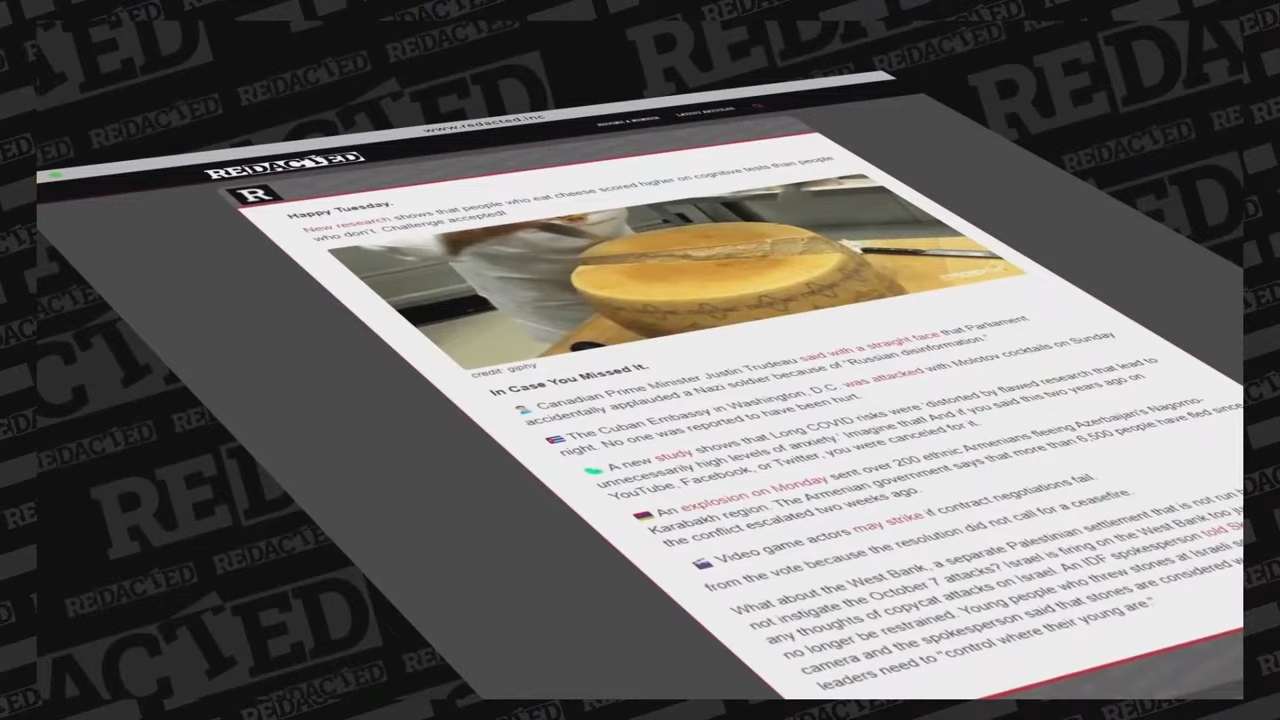 www.redacted.inc
BECOME A MEMBER LATEST ARTICLES
REDACTED
R
Happy Tuesday.
New research shows that people who eat cheese scored higher on cognitive tests than people
who don't. Challenge accepted!
credit: giphy
In Case You Missed It.
Canadian Prime Minister Justin Trudeau said with a straight face that Parliament
accidentally applauded a Nazi soldier because of "Russian disinformation."
The Cuban Embassy in Washington, D.C. was attacked with Molotov cocktails on Sunday
night. No one was reported to have been hurt.
A new study shows that Long COVID risks were 'distorted by flawed research that lead to
unnecessarily high levels of anxiety.' Imagine that! And if you said this two years ago on
YouTube, Facebook, or Twitter, you were canceled for it.
An explosion on Monday sent over 200 ethnic Armenians fleeing Azerbaijan's Nagorno-
Karabakh region. The Armenian government says that more than 6,500 people have fled since
the conflict escalated two weeks ago.
Video game actors may strike if contract negotiations fail.
from the vote because the resolution did not call for a ceasefire.
What about the West Bank, a separate Palestinian settlement that is not run
not instigate the October 7 attacks? Israel is firing on the West Bank too
any thoughts of copycat attacks on Israel. An IDF spokesperson told
no longer be restrained. Young people who threw stones at Israeli
camera and the spokesperson said that stones are considered
leaders need to "control where their young are."